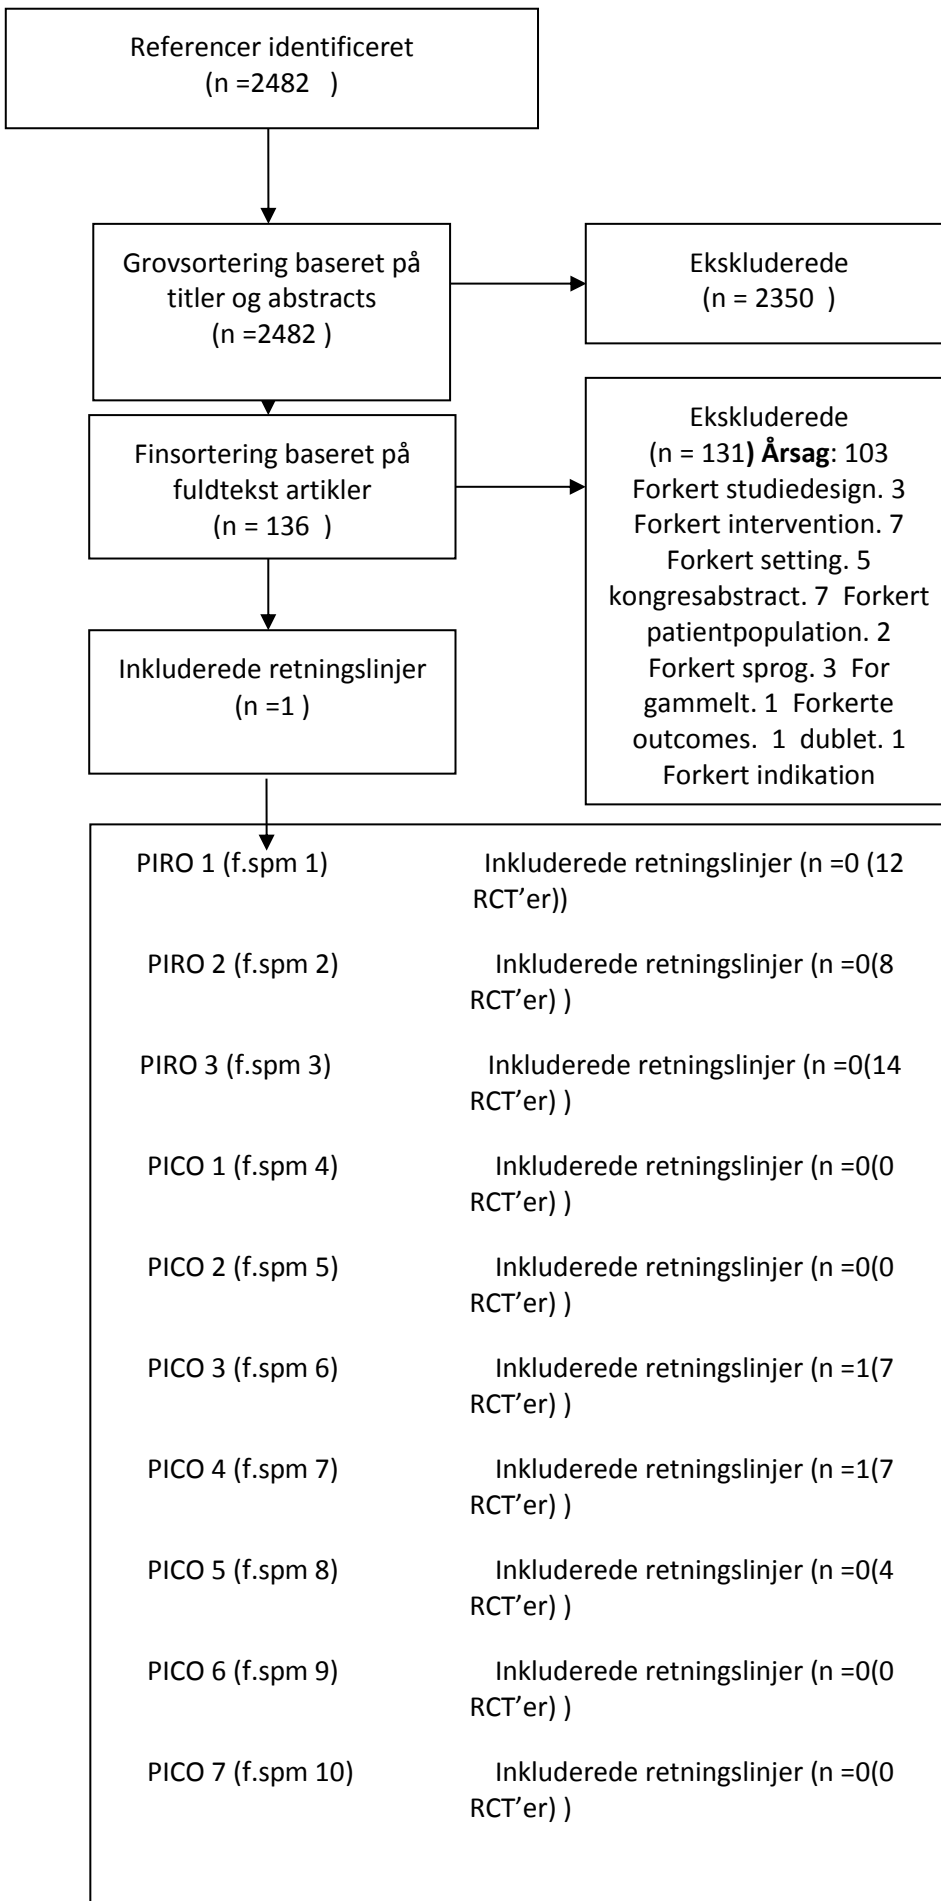 Referencer identificeret
(n =2482 )
Grovsortering baseret på
titler og abstracts
(n =2482 )
Ekskluderede
(n = 2350 )
Finsortering baseret på
fuldtekst artikler
(n = 136 )
Ekskluderede
(n = 131) Årsag: 103
Forkert studiedesign. 3
Forkert intervention. 7
Forkert setting. 5
kongresabstract. 7 Forkert
patientpopulation. 2
Forkert sprog. 3 For
gammelt. 1 Forkerte
outcomes. 1 dublet. 1
Forkert indikation
Inkluderede retningslinjer
(n =1 )
PIRO 1 (f.spm 1) Inkluderede retningslinjer (n =0 (12
RCT’er))
PIRO 2 (f.spm 2) Inkluderede retningslinjer (n =0(8
RCT’er) )
PIRO 3 (f.spm 3) Inkluderede retningslinjer (n =0(14
RCT’er) )
PICO 1 (f.spm 4) Inkluderede retningslinjer (n =0(0
RCT’er) )
PICO 2 (f.spm 5) Inkluderede retningslinjer (n =0(0
RCT’er) )
PICO 3 (f.spm 6) Inkluderede retningslinjer (n =1(7
RCT’er) )
PICO 4 (f.spm 7) Inkluderede retningslinjer (n =1(7
RCT’er) )
PICO 5 (f.spm 8) Inkluderede retningslinjer (n =0(4
RCT’er) )
PICO 6 (f.spm 9) Inkluderede retningslinjer (n =0(0
RCT’er) )
PICO 7 (f.spm 10) Inkluderede retningslinjer (n =0(0
RCT’er) )